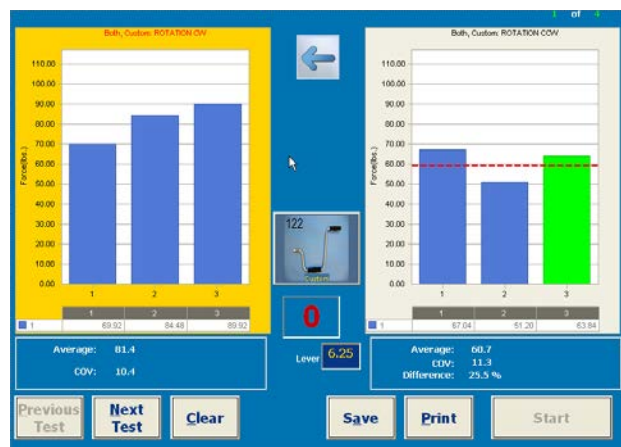 1 of 4
Both, Custom: ROTATION CW
Force(lbs.)
110.00
100.00
90.00
80.00
70.00
60.00
50.00
40.00
30.00
20.00
10.00
0.00
1 2 3
1 2 3
1 69.92 84.48 89.92
Average: 81.4
COV: 10.4
122
Custom
0
Lever 6.25
Both, Custom: ROTATION CCW
Force(lbs.)
110.00
100.00
90.00
80.00
70.00
60.00
50.00
40.00
30.00
20.00
10.00
0.00
1 2 3
1 2 3
1 67.04 51.20 63.84
Average: 60.7
COV: 11.3
Difference: 25.5 %
Previous Test
Next Test
Clear
Save
Print
Start